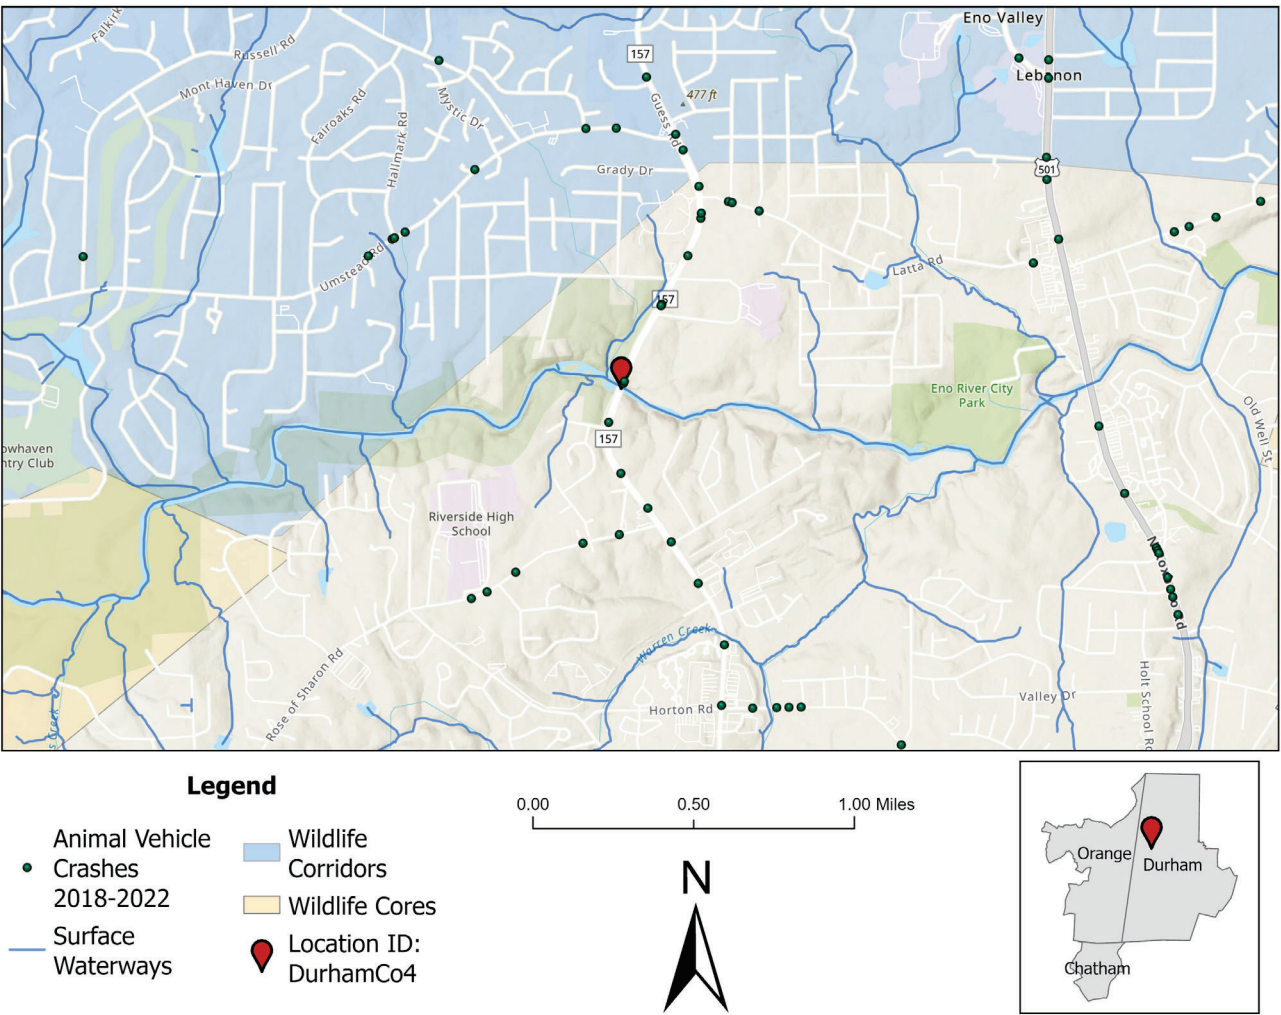 Falkirk
Russell Rd
Mont Haven Dr
Fairoaks Rd
Hallmark Rd
Mystic Dr
157
Guess Rd
477 ft
Grady Dr
Eno Valley
Lebanon
501
Umstead Rd
Latta Rd
157
Eno River City
Park
Old Well St
157
owhaven
ntry Club
Riverside High
School
Warren Creek
Rose of Sharon Rd
Horton Rd
Valley Dr
Holt School Rd
s Creek
Legend
Animal Vehicle
Crashes
2018-2022
Surface
Waterways
Wildlife
Corridors
Wildlife Cores
Location ID:
DurhamCo4
0.00 0.50 1.00 Miles
N
Orange
Durham
Chatham